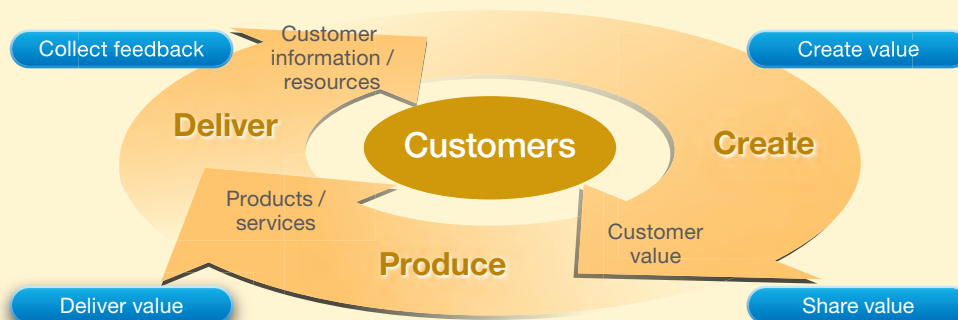 Collect feedback
Customer
information /
resources
Create value
Deliver
Customers
Create
Products /
services
Customer
value
Produce
Deliver value
Share value